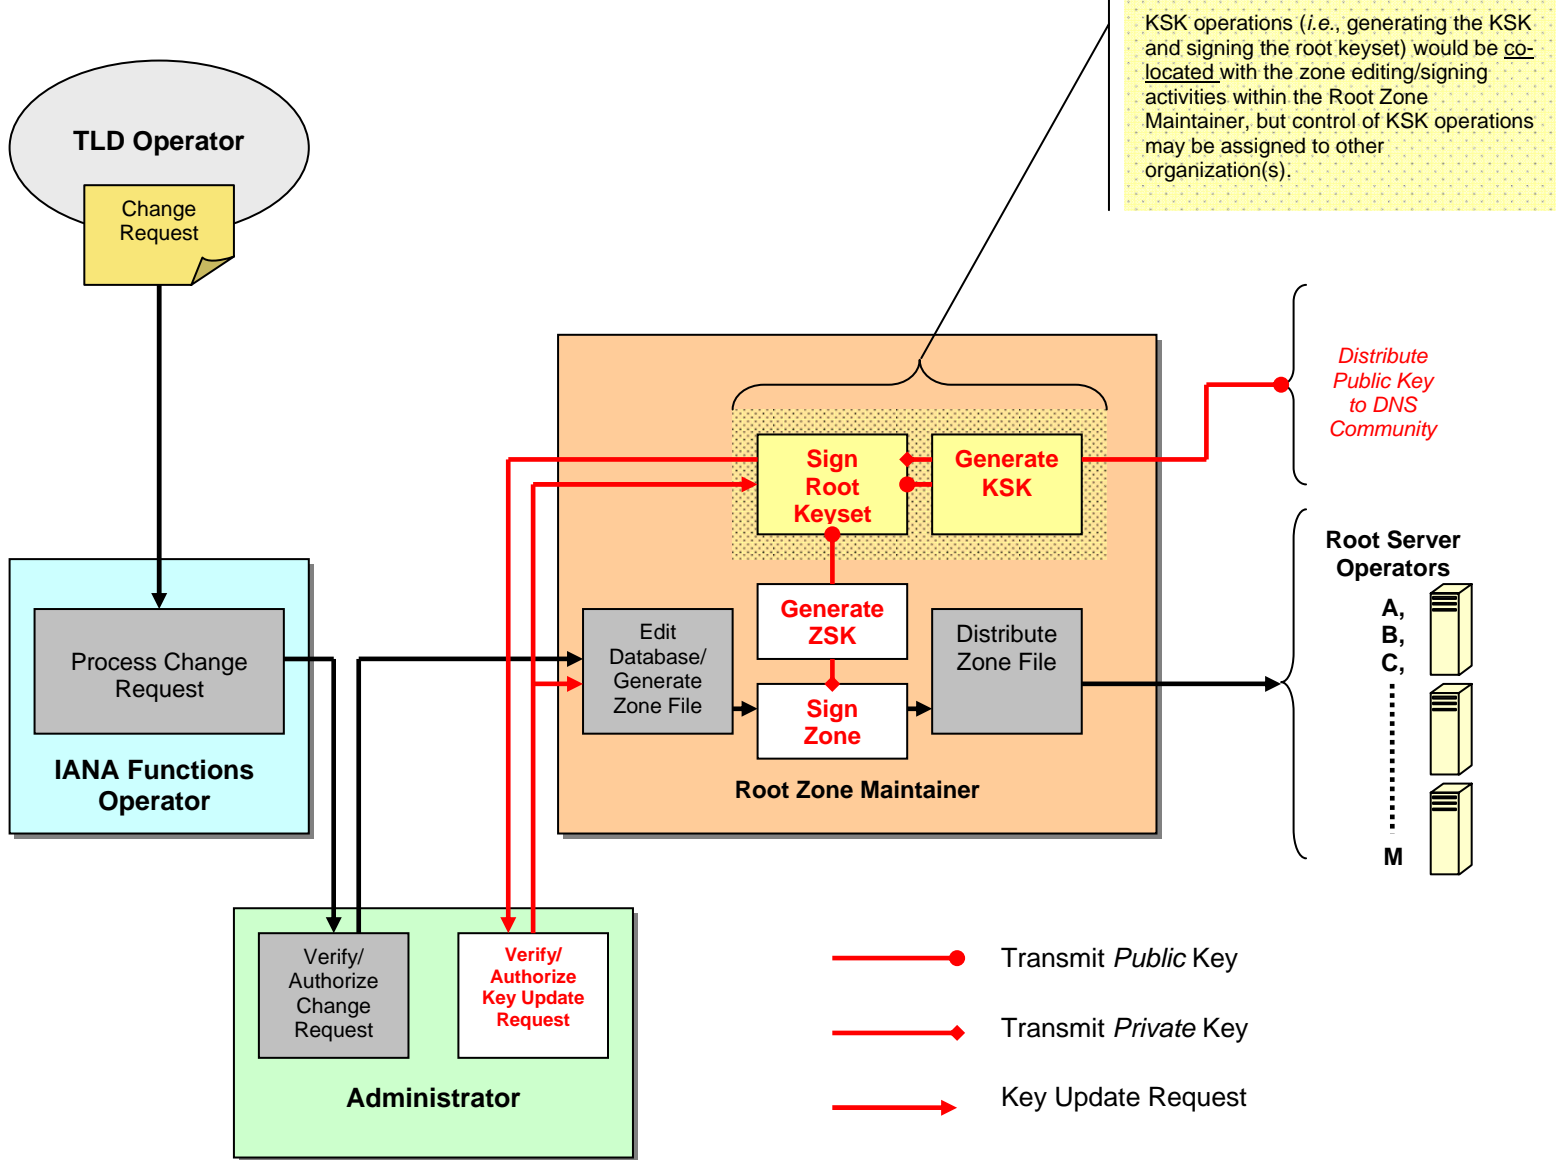 KSK operations (i.e., generating the KSK
and signing the root keyset) would be co-
located with the zone editing/signing
activities within the Root Zone
Maintainer, but control of KSK operations
may be assigned to other
organization(s).
TLD Operator
Change
Request
Distribute
Public Key
to DNS
Community
Sign
Root
Keyset
Generate
KSK
Root Server
Operators
A,
B,
C,
M
Generate
ZSK
Edit
Database/
Generate
Zone File
Distribute
Zone File
Sign
Zone
Root Zone Maintainer
Process Change
Request
IANA Functions
Operator
Verify/
Authorize
Change
Request
Verify/
Authorize
Key Update
Request
Administrator
Transmit Public Key
Transmit Private Key
Key Update Request